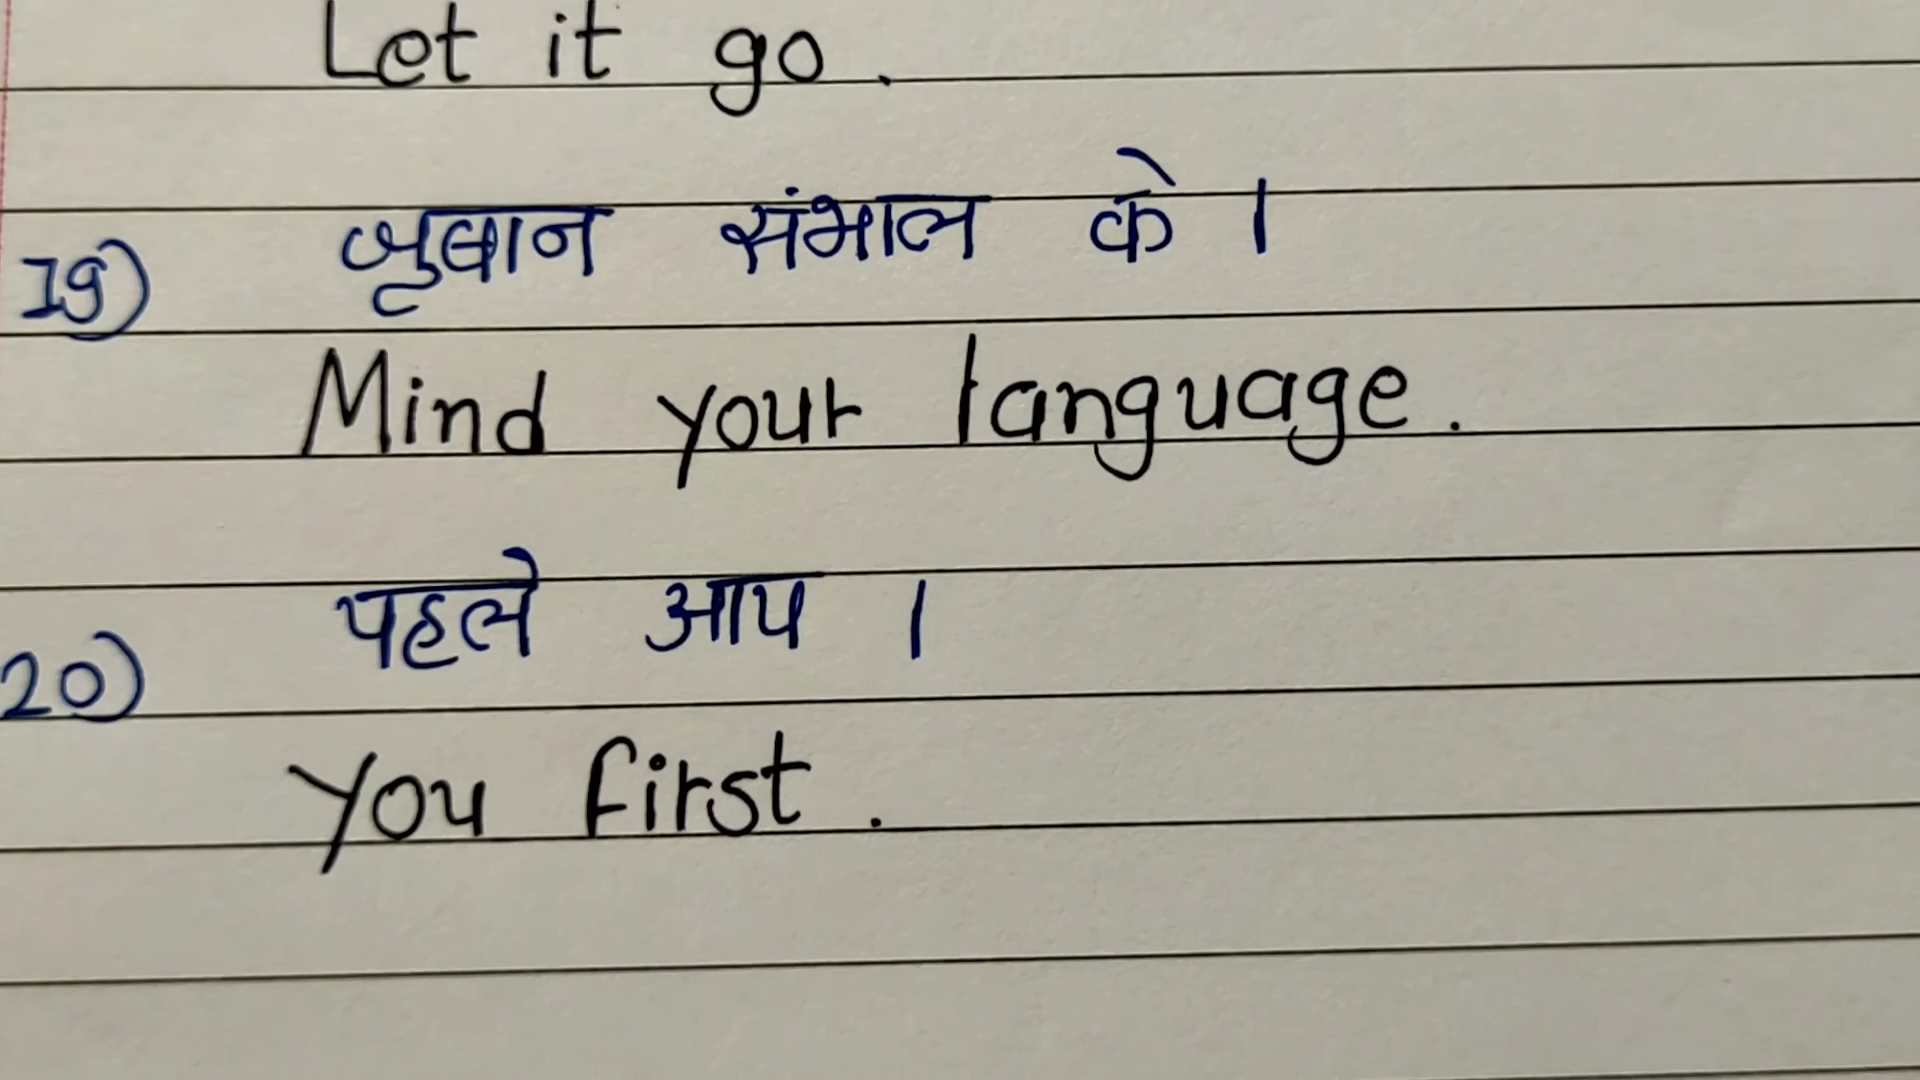 Let it go.
19) जुबान संभाल के।
Mind your language.
20) पहले आप।
You first.